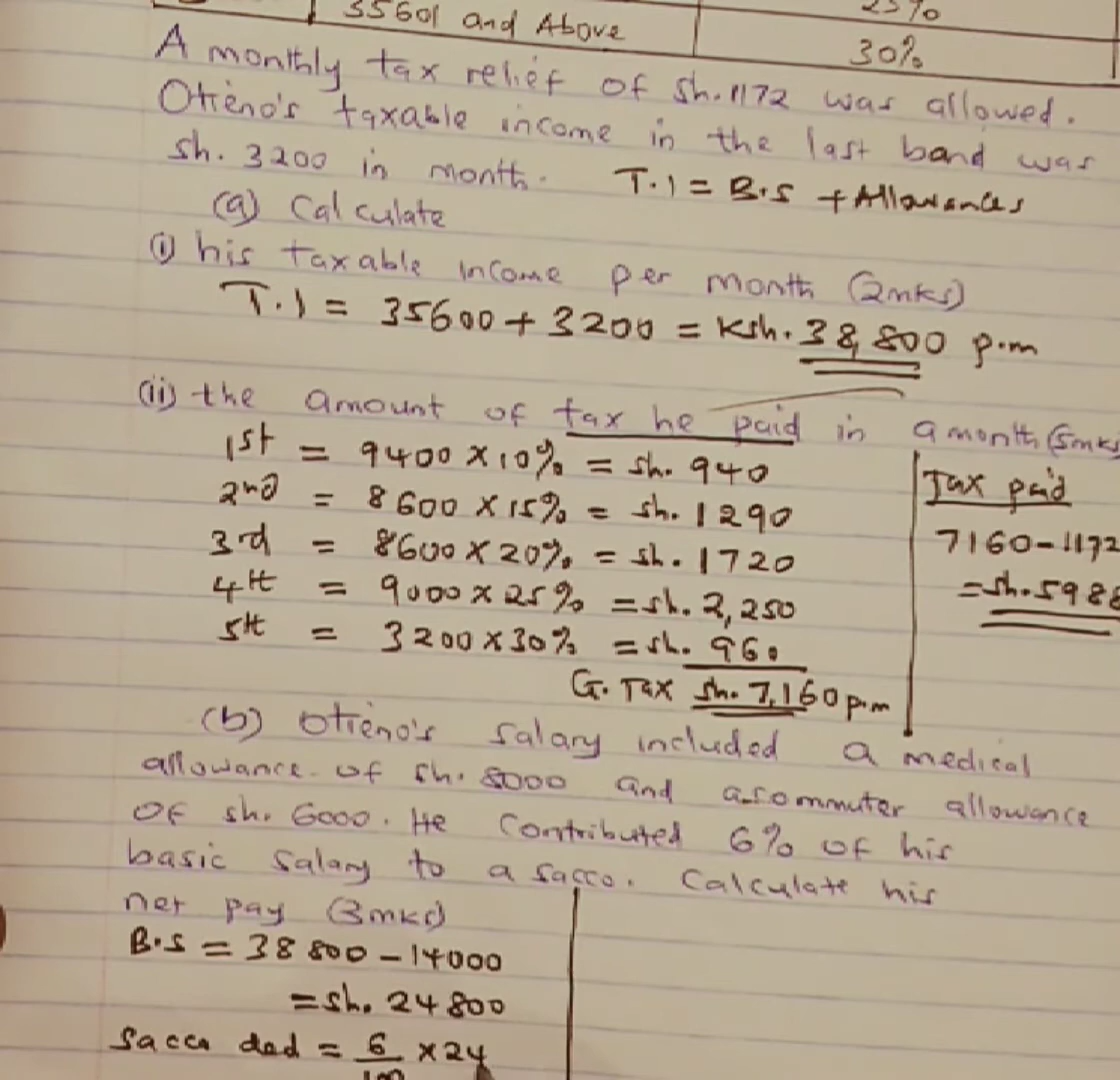 35601 and Above 25%
30%
A monthly tax relief of sh.1172 was allowed.
Otieno's taxable income in the last band was
sh. 3200 in month. T.I = B.S + Allowances
(a) Calculate
(i) his taxable income per month (2mks)
T.I = 35600 + 3200 = Ksh. 38,800 p.m
(ii) the amount of tax he paid in a month (5mks)
1st = 9400 x 10% = sh. 940
2nd = 8600 x 15% = sh. 1290
3rd = 8600 x 20% = sh. 1720
4th = 9000 x 25% = sh. 2,250
5th = 3200 x 30% = sh. 960
G. Tax sh. 7,160 p.m
Tax paid
7160 - 1172
= sh. 5988
(b) Otieno's salary included a medical
allowance of sh. 8000 and a commuter allowance
of sh. 6000. He contributed 6% of his
basic salary to a sacco. Calculate his
net pay (3mks)
B.S = 38800 - 14000
= sh. 24800
Sacco ded = 6/100 x 24